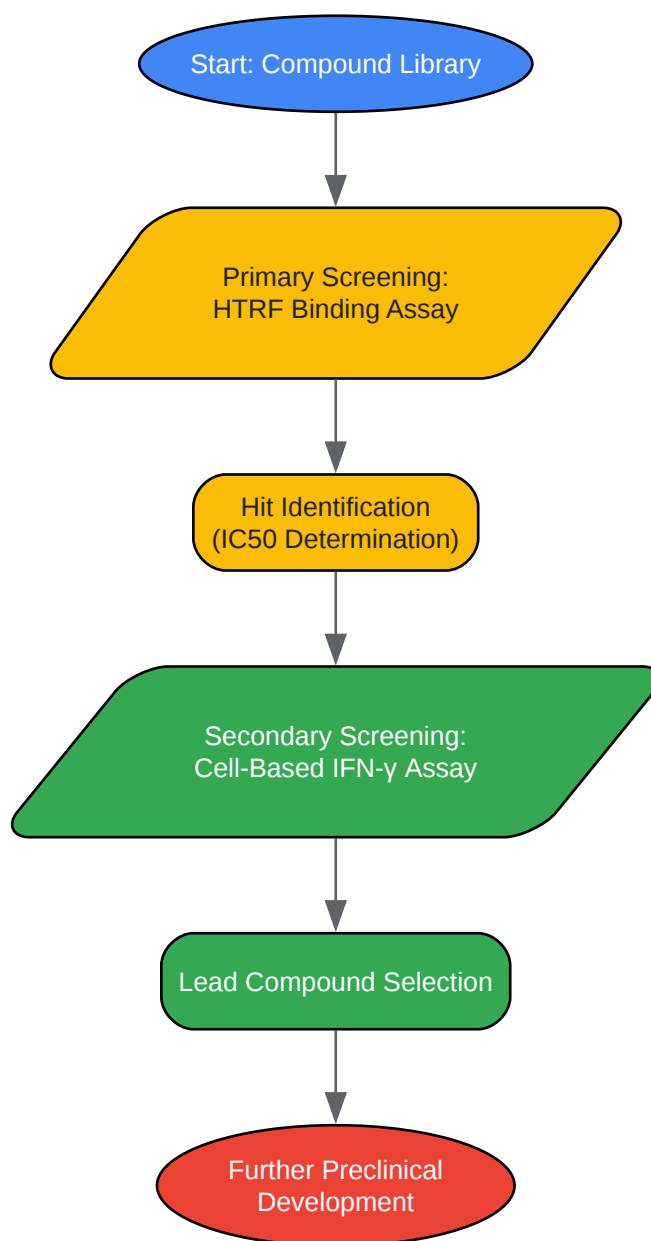 Start: Compound Library
Primary Screening:
HTRF Binding Assay
Hit Identification
(IC50 Determination)
Secondary Screening:
Cell-Based IFN-γ Assay
Lead Compound Selection
Further Preclinical
Development